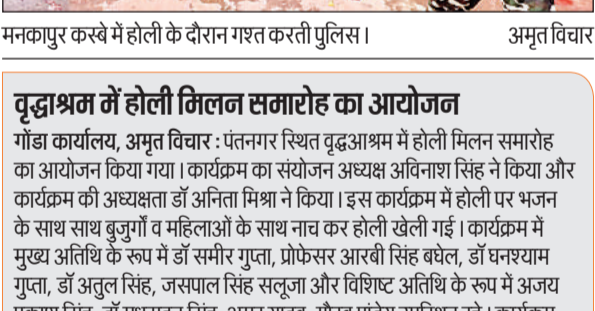 मनकापुर कस्बे में होली के दौरान गश्त करती पुलिस। अमृत विचार
वृद्धाश्रम में होली मिलन समारोह का आयोजन
गोंडा कार्यालय, अमृत विचार : पंतनगर स्थित वृद्धआश्रम में होली मिलन समारोह
का आयोजन किया गया। कार्यक्रम का संयोजन अध्यक्ष अविनाश सिंह ने किया और
कार्यक्रम की अध्यक्षता डॉ अनिता मिश्रा ने किया। इस कार्यक्रम में होली पर भजन
के साथ साथ बुजुर्गों व महिलाओं के साथ नाच कर होली खेली गई। कार्यक्रम में
मुख्य अतिथि के रूप में डॉ समीर गुप्ता, प्रोफेसर आरबी सिंह बघेल, डॉ घनश्याम
गुप्ता, डॉ अतुल सिंह, जसपाल सिंह सलूजा और विशिष्ट अतिथि के रूप में अजय